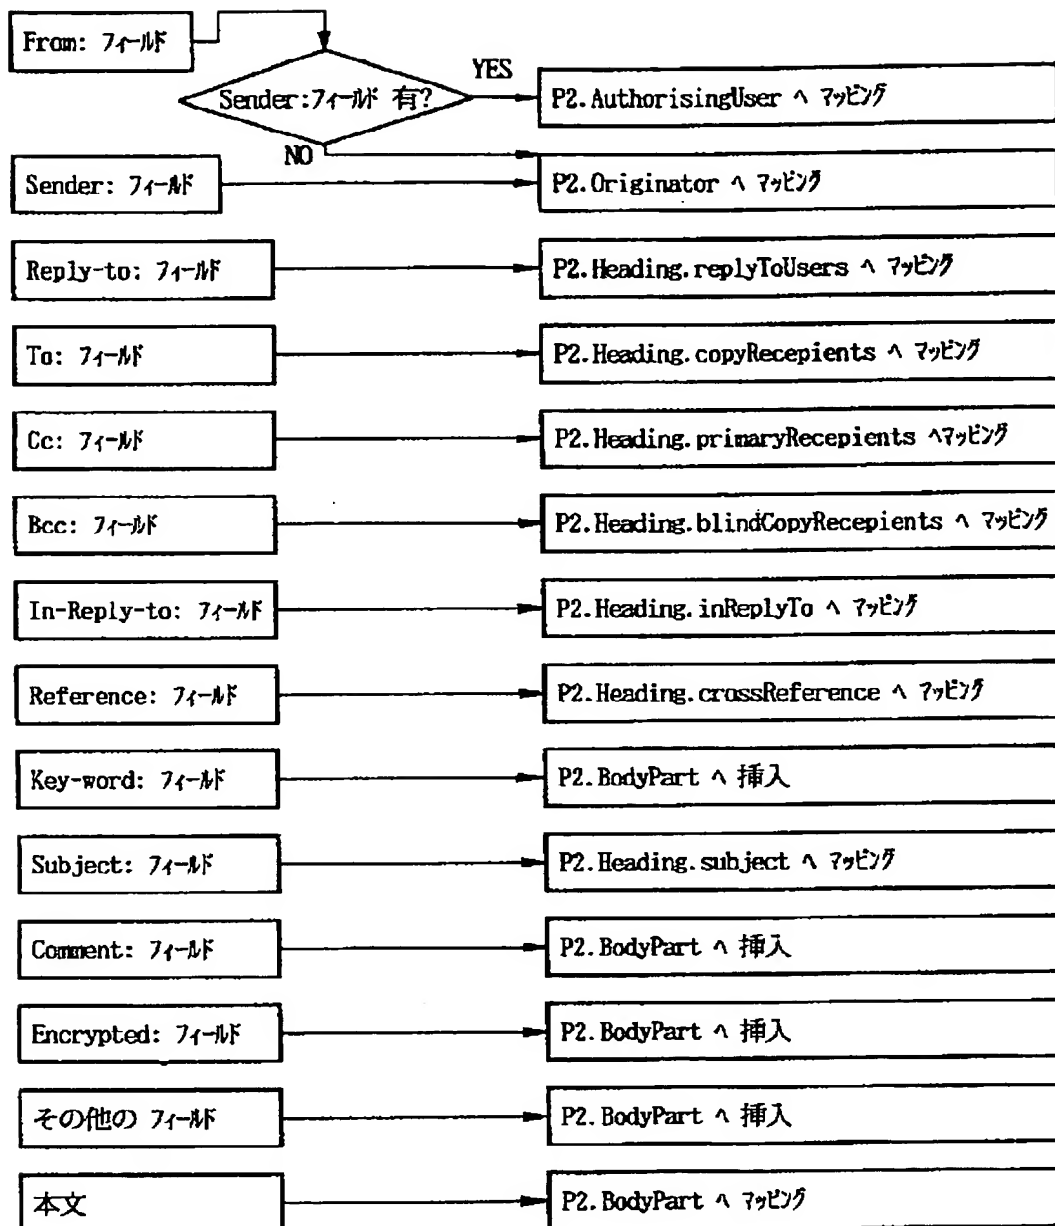 From: フィールド
Sender:フィールド 有?
YES
P2.AuthorisingUser へ マッピング
NO
Sender: フィールド
P2.Originator へ マッピング
Reply-to: フィールド
P2.Heading.replyToUsers へ マッピング
To: フィールド
P2.Heading.copyRecepients へ マッピング
Cc: フィールド
P2.Heading.primaryRecepients へマッピング
Bcc: フィールド
P2.Heading.blindCopyRecepients へ マッピング
In-Reply-to: フィールド
P2.Heading.inReplyTo へ マッピング
Reference: フィールド
P2.Heading.crossReference へ マッピング
Key-word: フィールド
P2.BodyPart へ 挿入
Subject: フィールド
P2.Heading.subject へ マッピング
Comment: フィールド
P2.BodyPart へ 挿入
Encrypted: フィールド
P2.BodyPart へ 挿入
その他の フィールド
P2.BodyPart へ 挿入
本文
P2.BodyPart へ マッピング